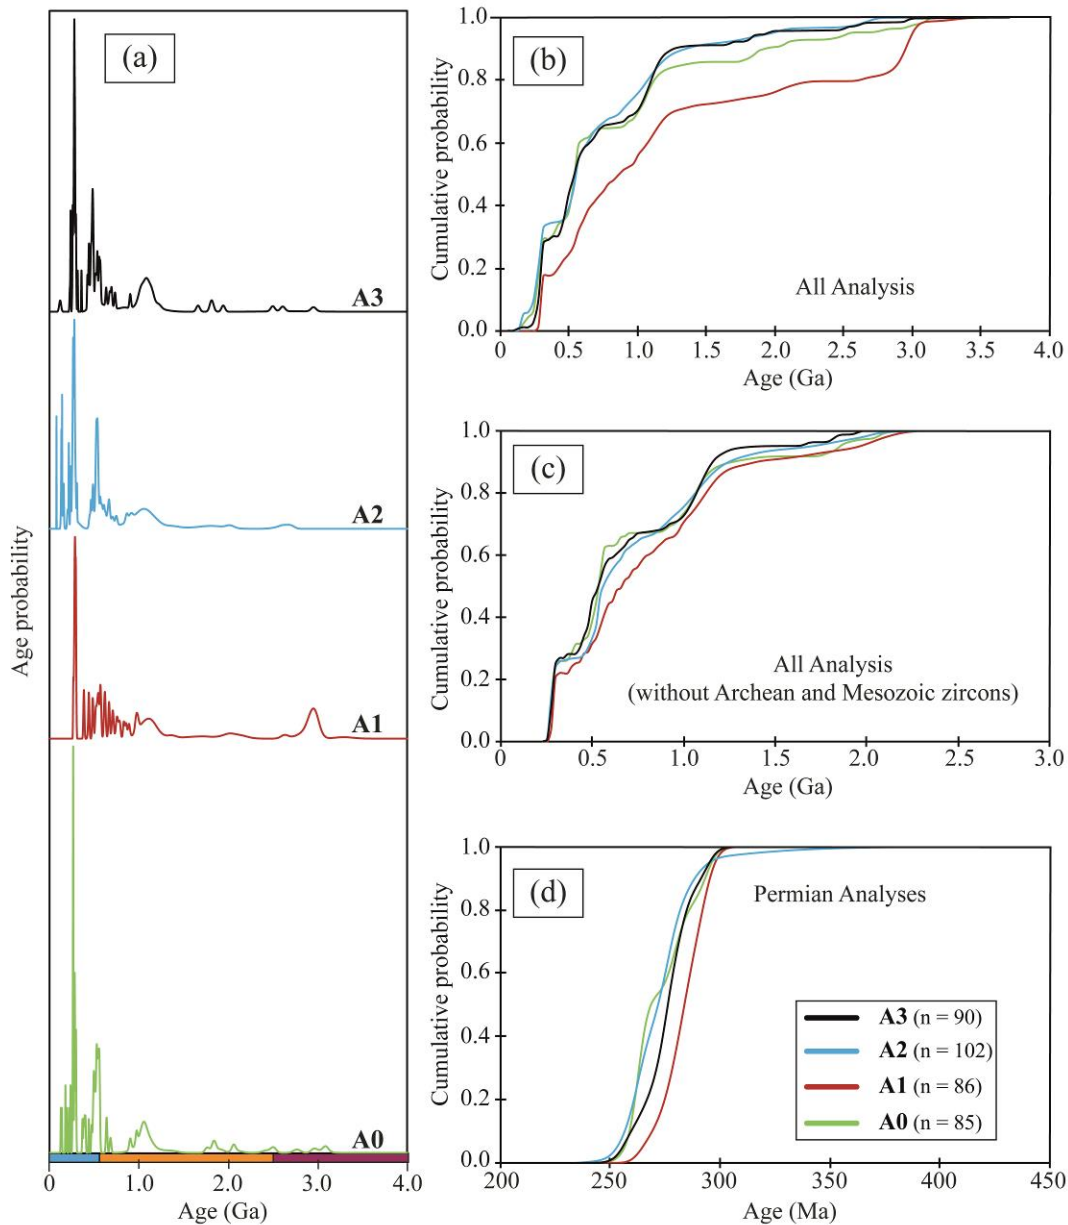 (a)
A3
A2
A1
A0
Age probability
0 1.0 2.0 3.0 4.0
Age (Ga)
(b)
Cumulative probability
1.0
0.8
0.6
0.4
0.2
0.0
All Analysis
0 0.5 1.0 1.5 2.0 2.5 3.0 3.5 4.0
Age (Ga)
(c)
Cumulative probability
1.0
0.8
0.6
0.4
0.2
0.0
All Analysis
(without Archean and Mesozoic zircons)
0 0.5 1.0 1.5 2.0 2.5 3.0
Age (Ga)
(d)
Cumulative probability
1.0
0.8
0.6
0.4
0.2
0.0
Permian Analyses
A3 (n = 90)
A2 (n = 102)
A1 (n = 86)
A0 (n = 85)
200 250 300 350 400 450
Age (Ma)